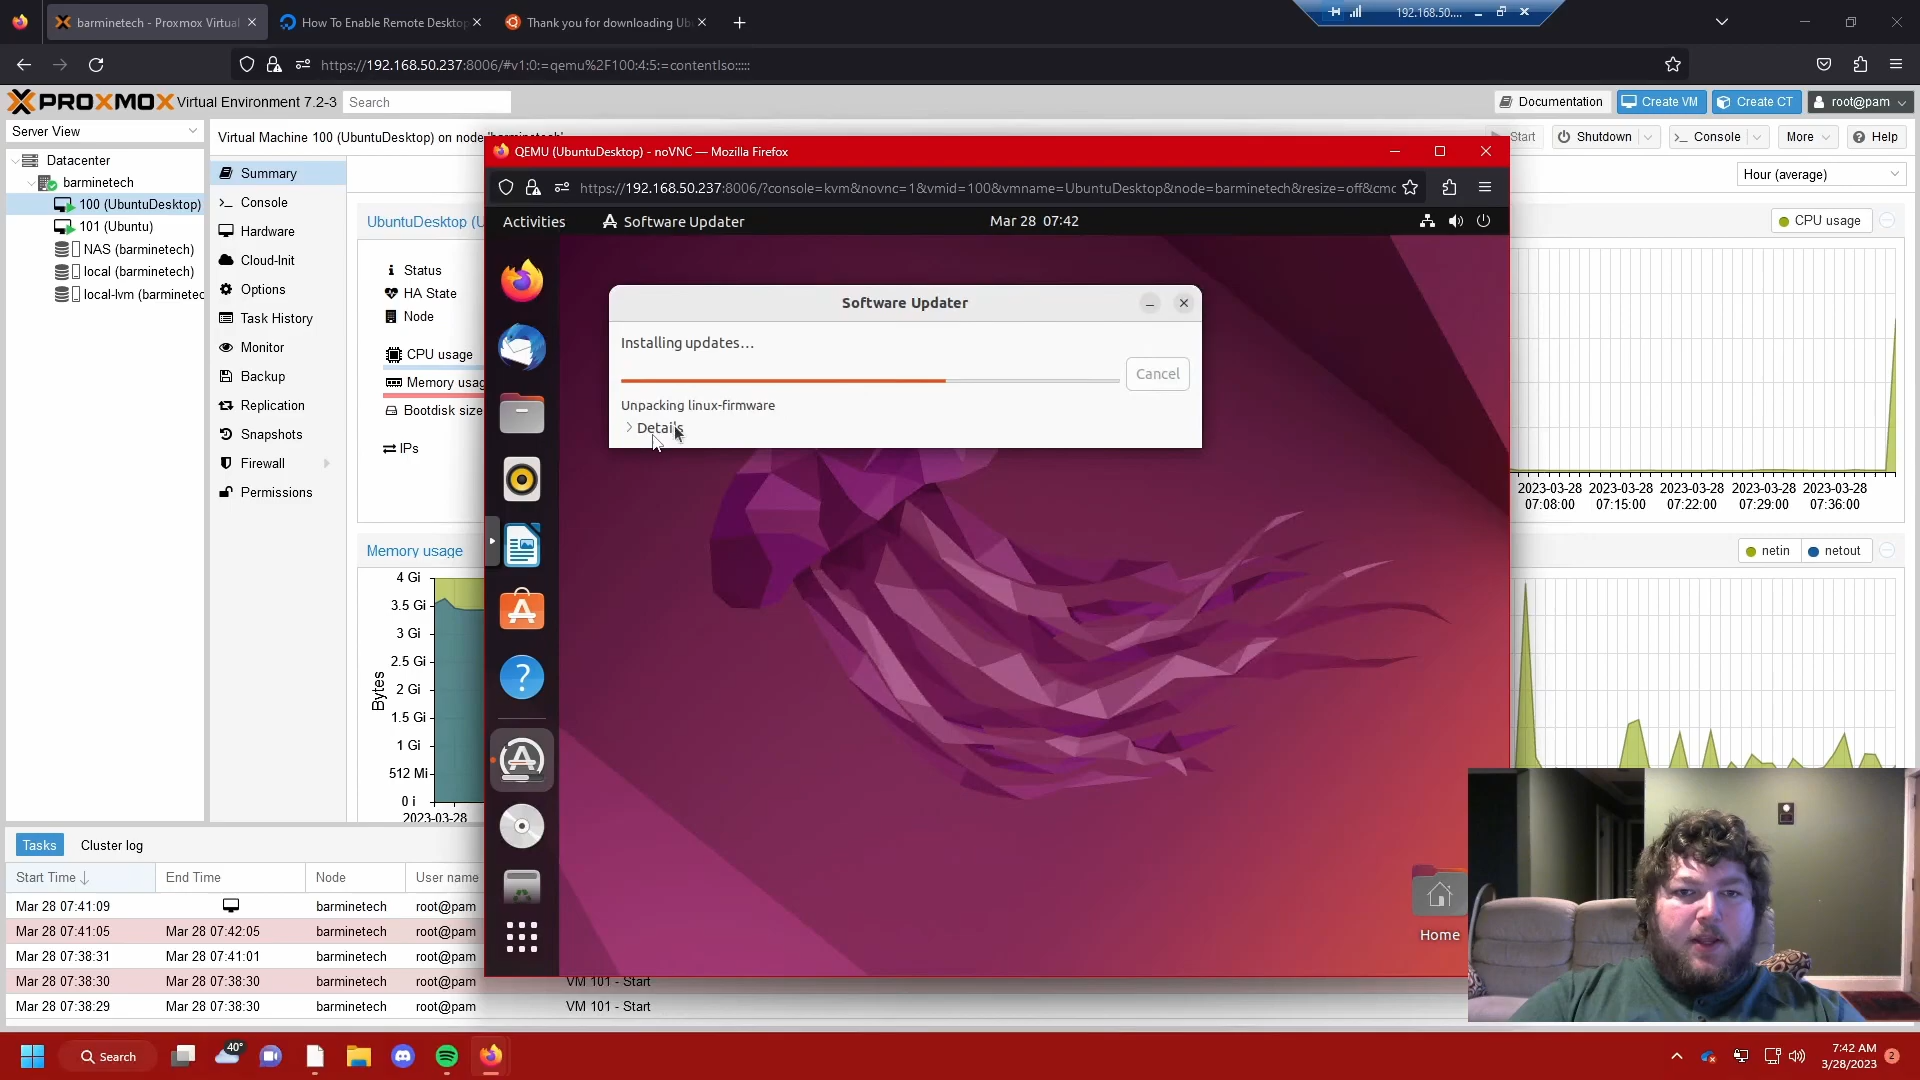 barminetech - Proxmox Virtual
How To Enable Remote Desktop
Thank you for downloading Ub
192.168.50....
https://192.168.50.237:8006/#v1:0:=qemu%2F100:4:5:=contentIso:::::
PROXMOX Virtual Environment 7.2-3
Search
Documentation
Create VM
Create CT
root@pam
Server View
Virtual Machine 100 (UbuntuDesktop) on node 'barminetech'
Start
Shutdown
Console
More
Help
Datacenter
barminetech
100 (UbuntuDesktop)
101 (Ubuntu)
NAS (barminetech)
local (barminetech)
local-lvm (barminetec
Summary
Console
Hardware
Cloud-Init
Options
Task History
Monitor
Backup
Replication
Snapshots
Firewall
Permissions
UbuntuDesktop (U
Status
HA State
Node
CPU usage
Memory usag
Bootdisk size
IPs
Memory usage
4 Gi
3.5 Gi
3 Gi
2.5 Gi
2 Gi
1.5 Gi
1 Gi
512 Mi
0 i
Bytes
2023-03-28
QEMU (UbuntuDesktop) - noVNC — Mozilla Firefox
https://192.168.50.237:8006/?console=kvm&novnc=1&vmid=100&vmname=UbuntuDesktop&node=barminetech&resize=off&cmd
Activities
Software Updater
Mar 28 07:42
Software Updater
Installing updates…
Cancel
Unpacking linux-firmware
Details
Home
Hour (average)
CPU usage
2023-03-28 2023-03-28 2023-03-28 2023-03-28 2023-03-28
07:08:00 07:15:00 07:22:00 07:29:00 07:36:00
netin
netout
Tasks
Cluster log
Start Time
End Time
Node
User name
Mar 28 07:41:09 barminetech root@pam
Mar 28 07:41:05 Mar 28 07:42:05 barminetech root@pam
Mar 28 07:38:31 Mar 28 07:41:01 barminetech root@pam
Mar 28 07:38:30 Mar 28 07:38:30 barminetech root@pam VM 101 - Start
Mar 28 07:38:29 Mar 28 07:38:30 barminetech root@pam VM 101 - Start
Search
40°
7:42 AM
3/28/2023
2